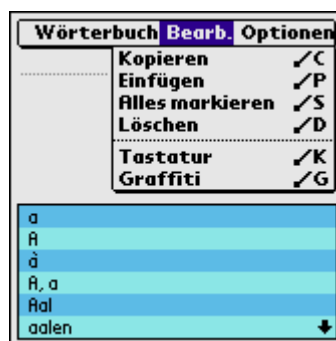 Wörterbuch Bearb. Optionen
Kopieren /C
Einfügen /P
Alles markieren /S
Löschen /D
Tastatur /K
Graffiti /G
a
A
à
A, a
Aal
aalen